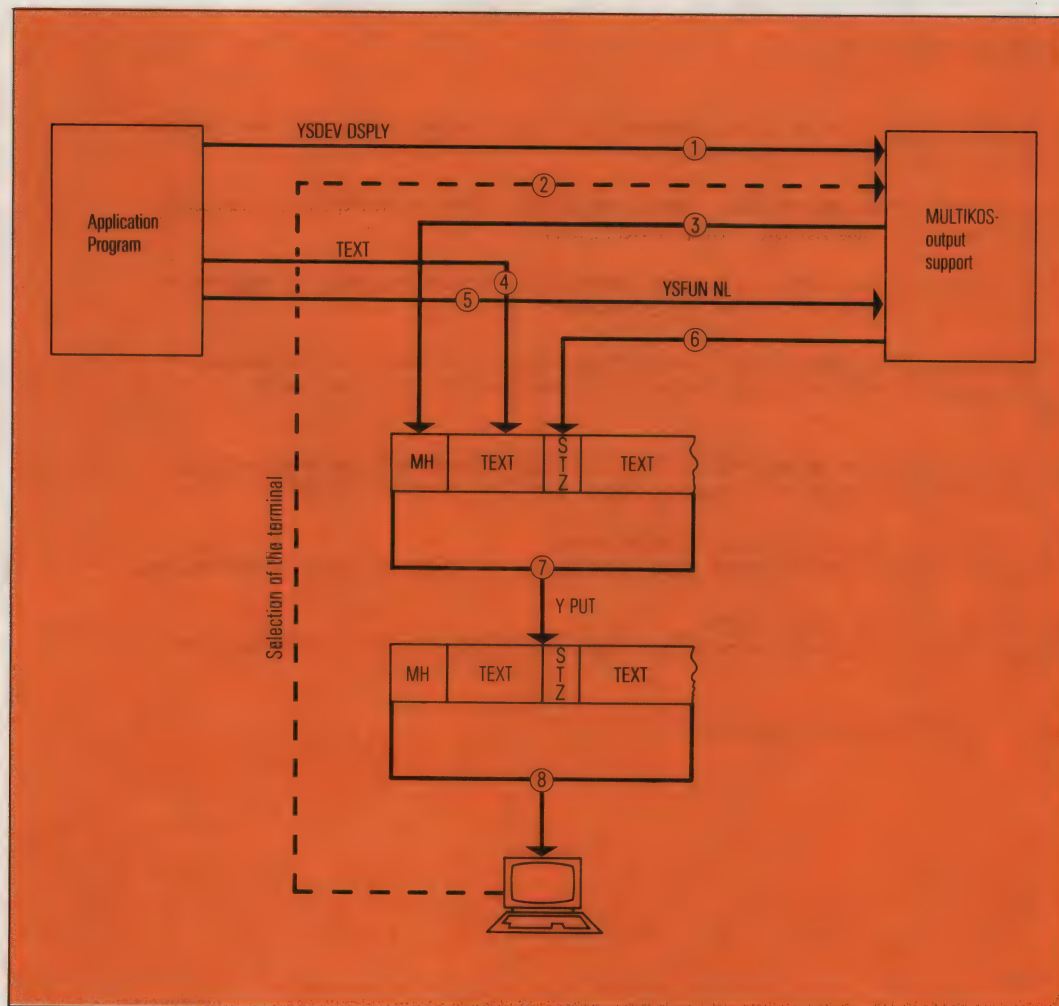 YSDEV DSPLY
①
②
Application
Program
③
MULTIKOS-
output
support
TEXT
④
⑤
YSFUN NL
⑥
MH
TEXT
S
T
Z
TEXT
⑦
Y PUT
MH
TEXT
S
T
Z
TEXT
⑧
Selection of the terminal